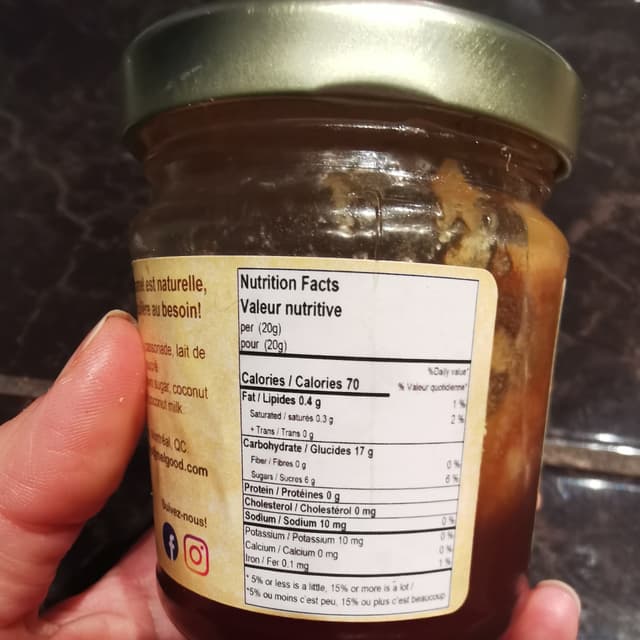 est naturelle,
au besoin!
lait de
sugar, coconut
milk
QC
Suivez-nous!
Nutrition Facts
Valeur nutritive
per (20g)
pour (20g)
%Daily value*
% Valeur quotidienne*
Calories / Calories 70
Fat / Lipides 0.4 g 1 %
Saturated / saturés 0.3 g 2 %
+ Trans / Trans 0 g
Carbohydrate / Glucides 17 g
Fiber / Fibres 0 g 0 %
Sugars / Sucres 6 g 6 %
Protein / Protéines 0 g
Cholesterol / Cholestérol 0 mg
Sodium / Sodium 10 mg 0 %
Potassium / Potassium 10 mg 0 %
Calcium / Calcium 0 mg 0 %
Iron / Fer 0.1 mg 1 %
* 5% or less is a little, 15% or more is a lot /
*5% ou moins c'est peu, 15% ou plus c'est beaucoup